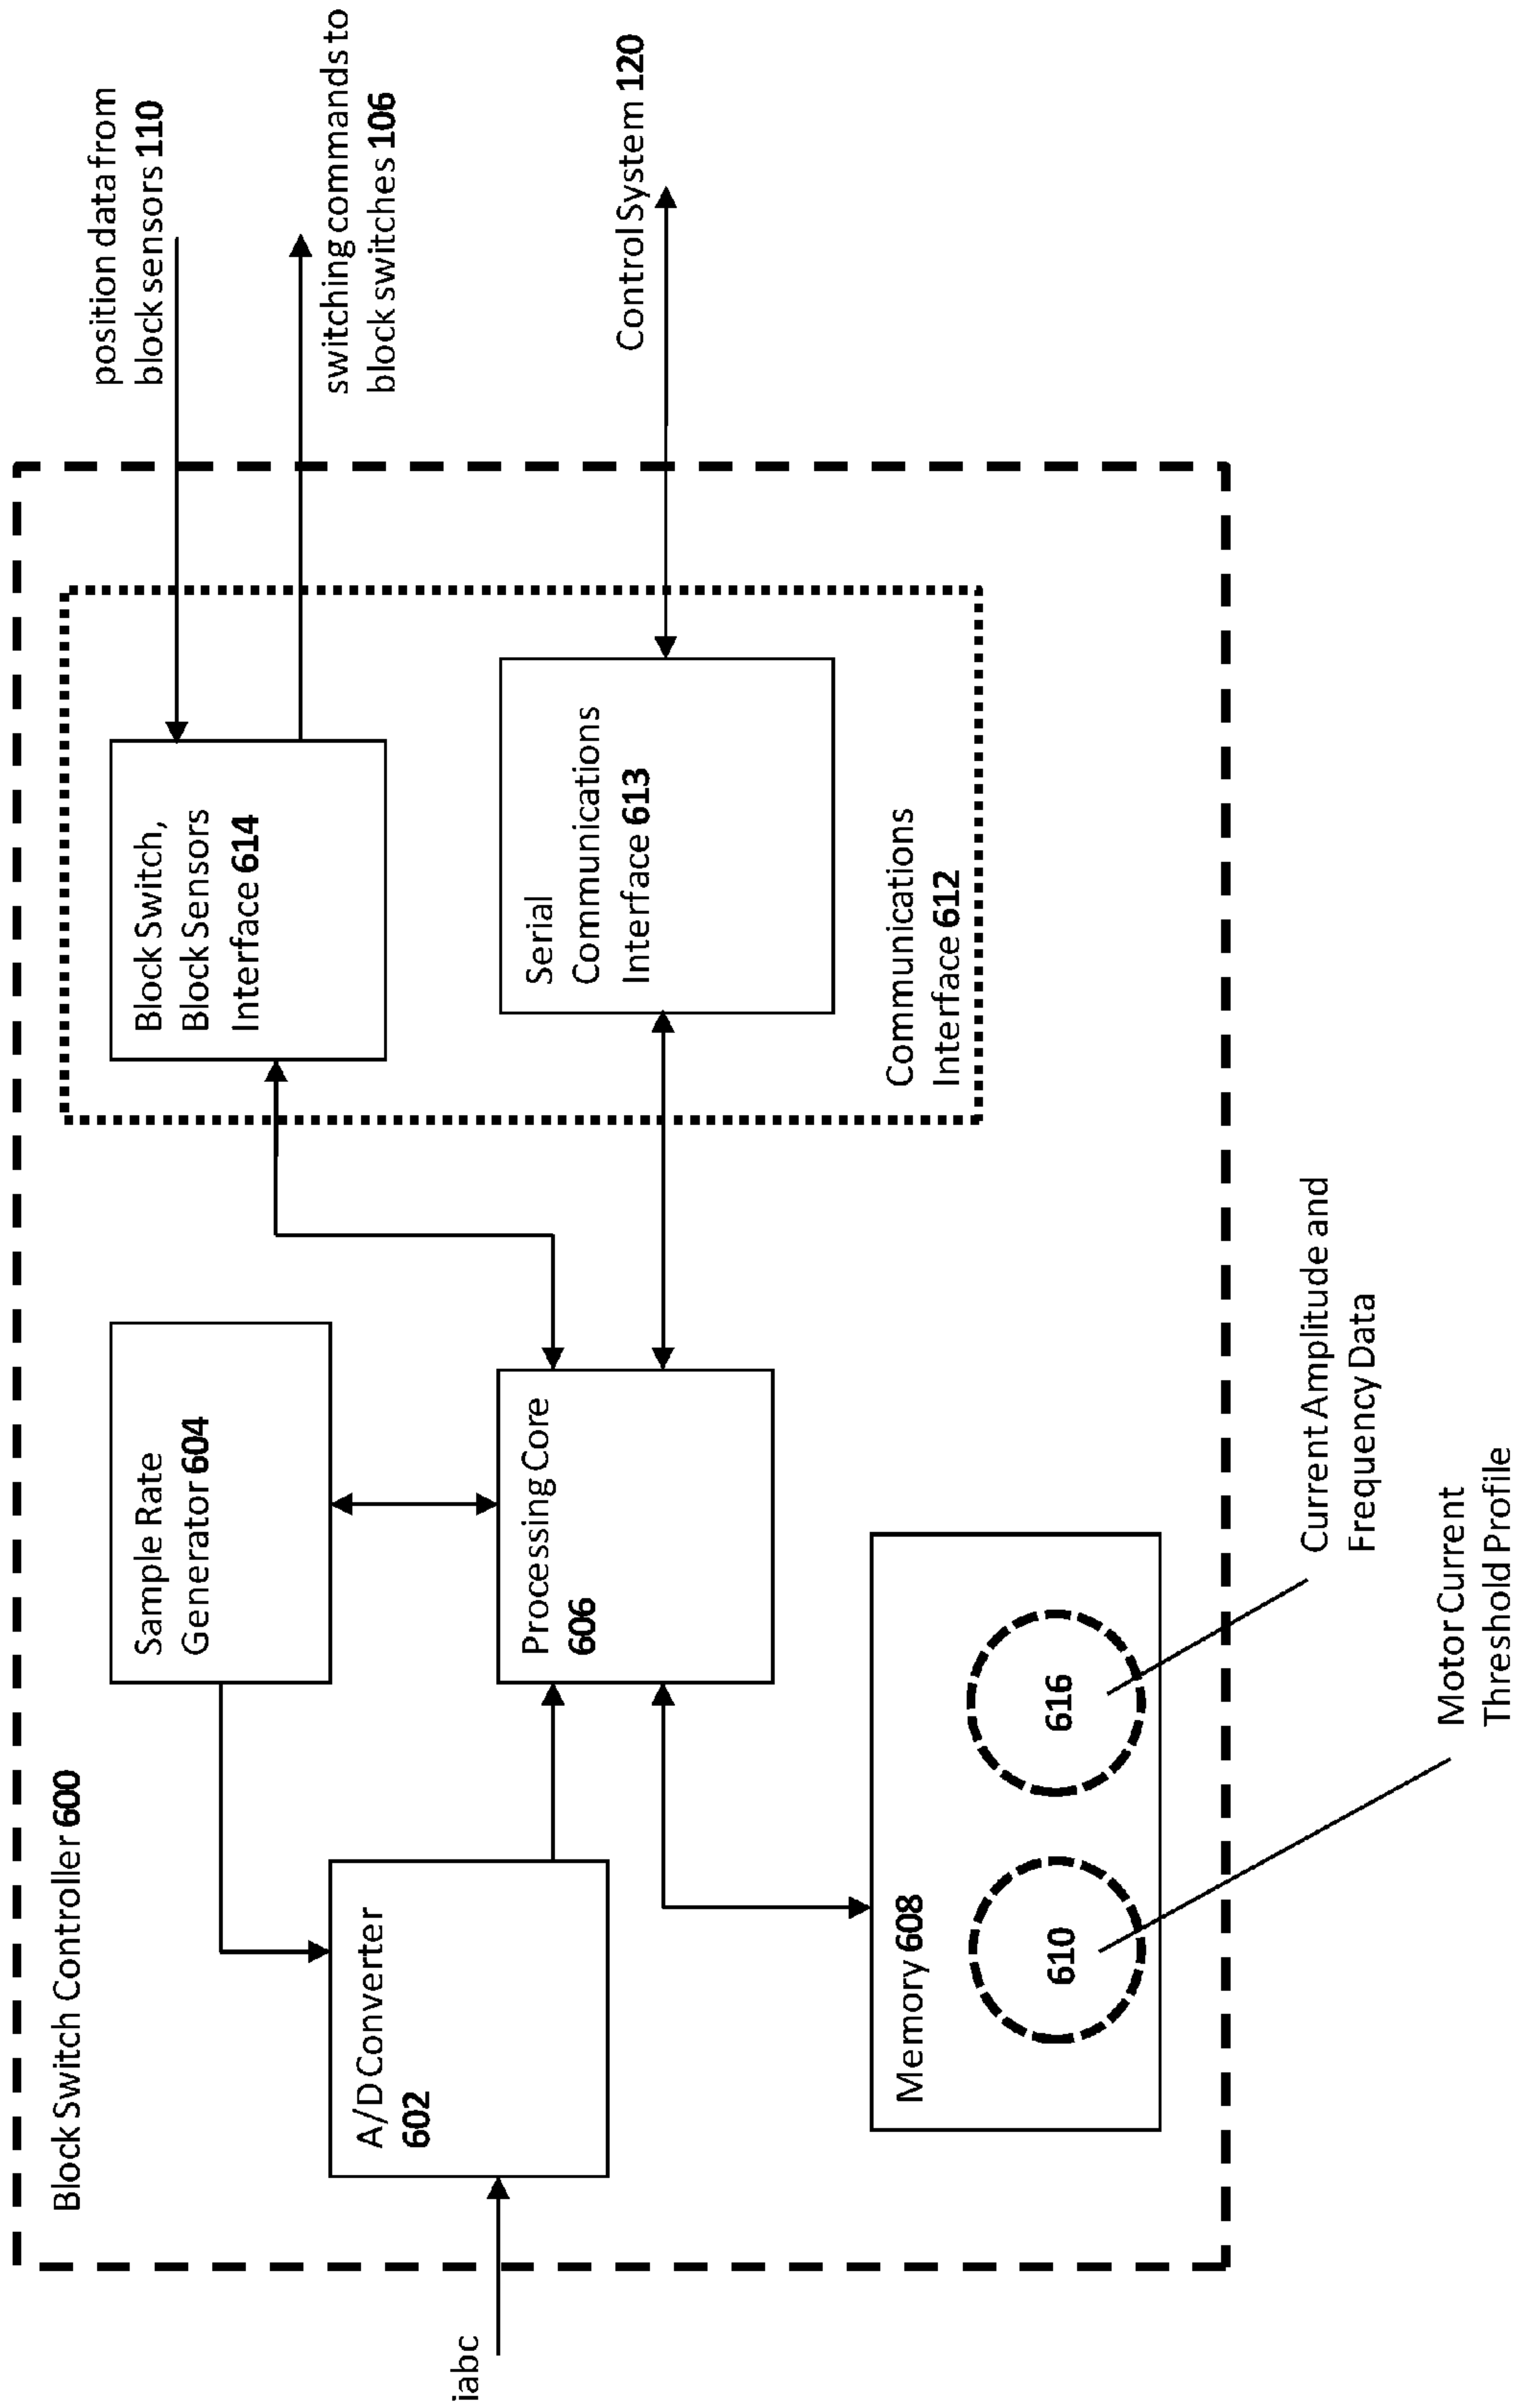 Block Switch Controller 600
iabc
A/D Converter
602
Sample Rate
Generator 604
Processing Core
606
Memory 608
610
616
Block Switch,
Block Sensors
Interface 614
Serial
Communications
Interface 613
Communications
Interface 612
position data from
block sensors 110
switching commands to
block switches 106
Control System 120
Current Amplitude and
Frequency Data
Motor Current
Threshold Profile